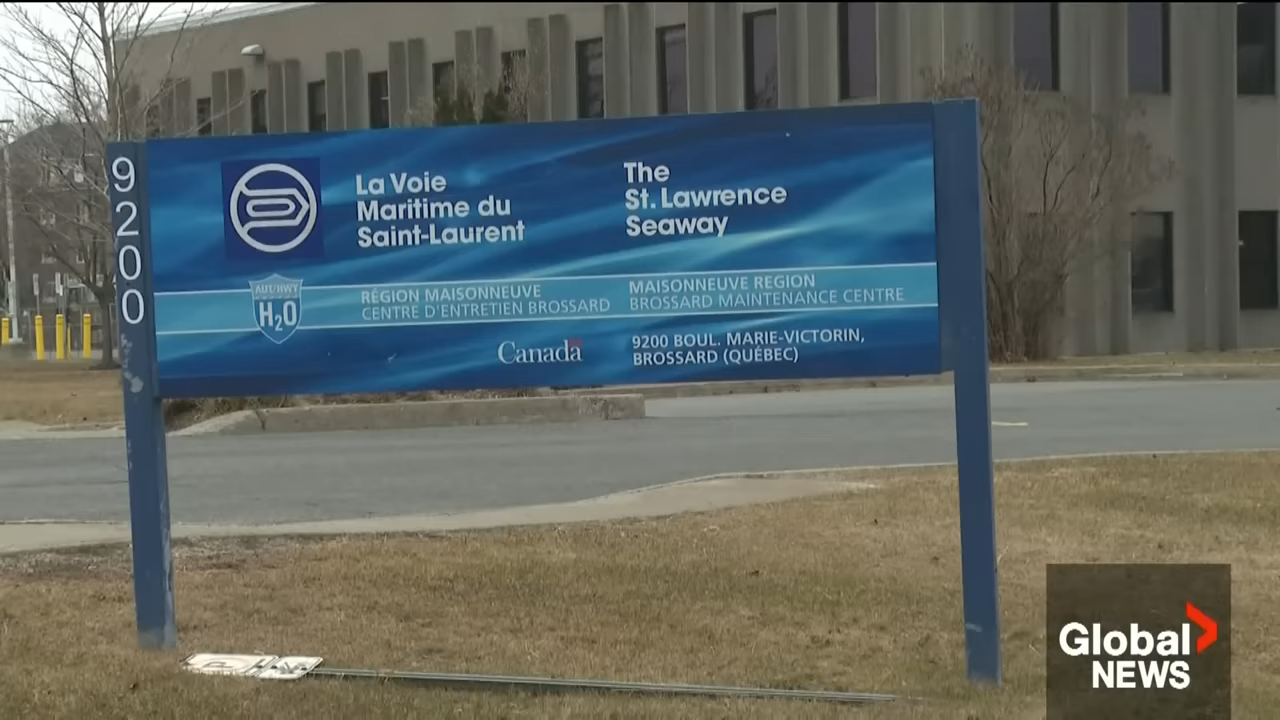 9200
La Voie
Maritime du
Saint-Laurent
The
St. Lawrence
Seaway
AUT/HWY
H₂O
RÉGION MAISONNEUVE
CENTRE D'ENTRETIEN BROSSARD
MAISONNEUVE REGION
BROSSARD MAINTENANCE CENTRE
Canada
9200 BOUL. MARIE-VICTORIN,
BROSSARD (QUÉBEC)
Global
NEWS